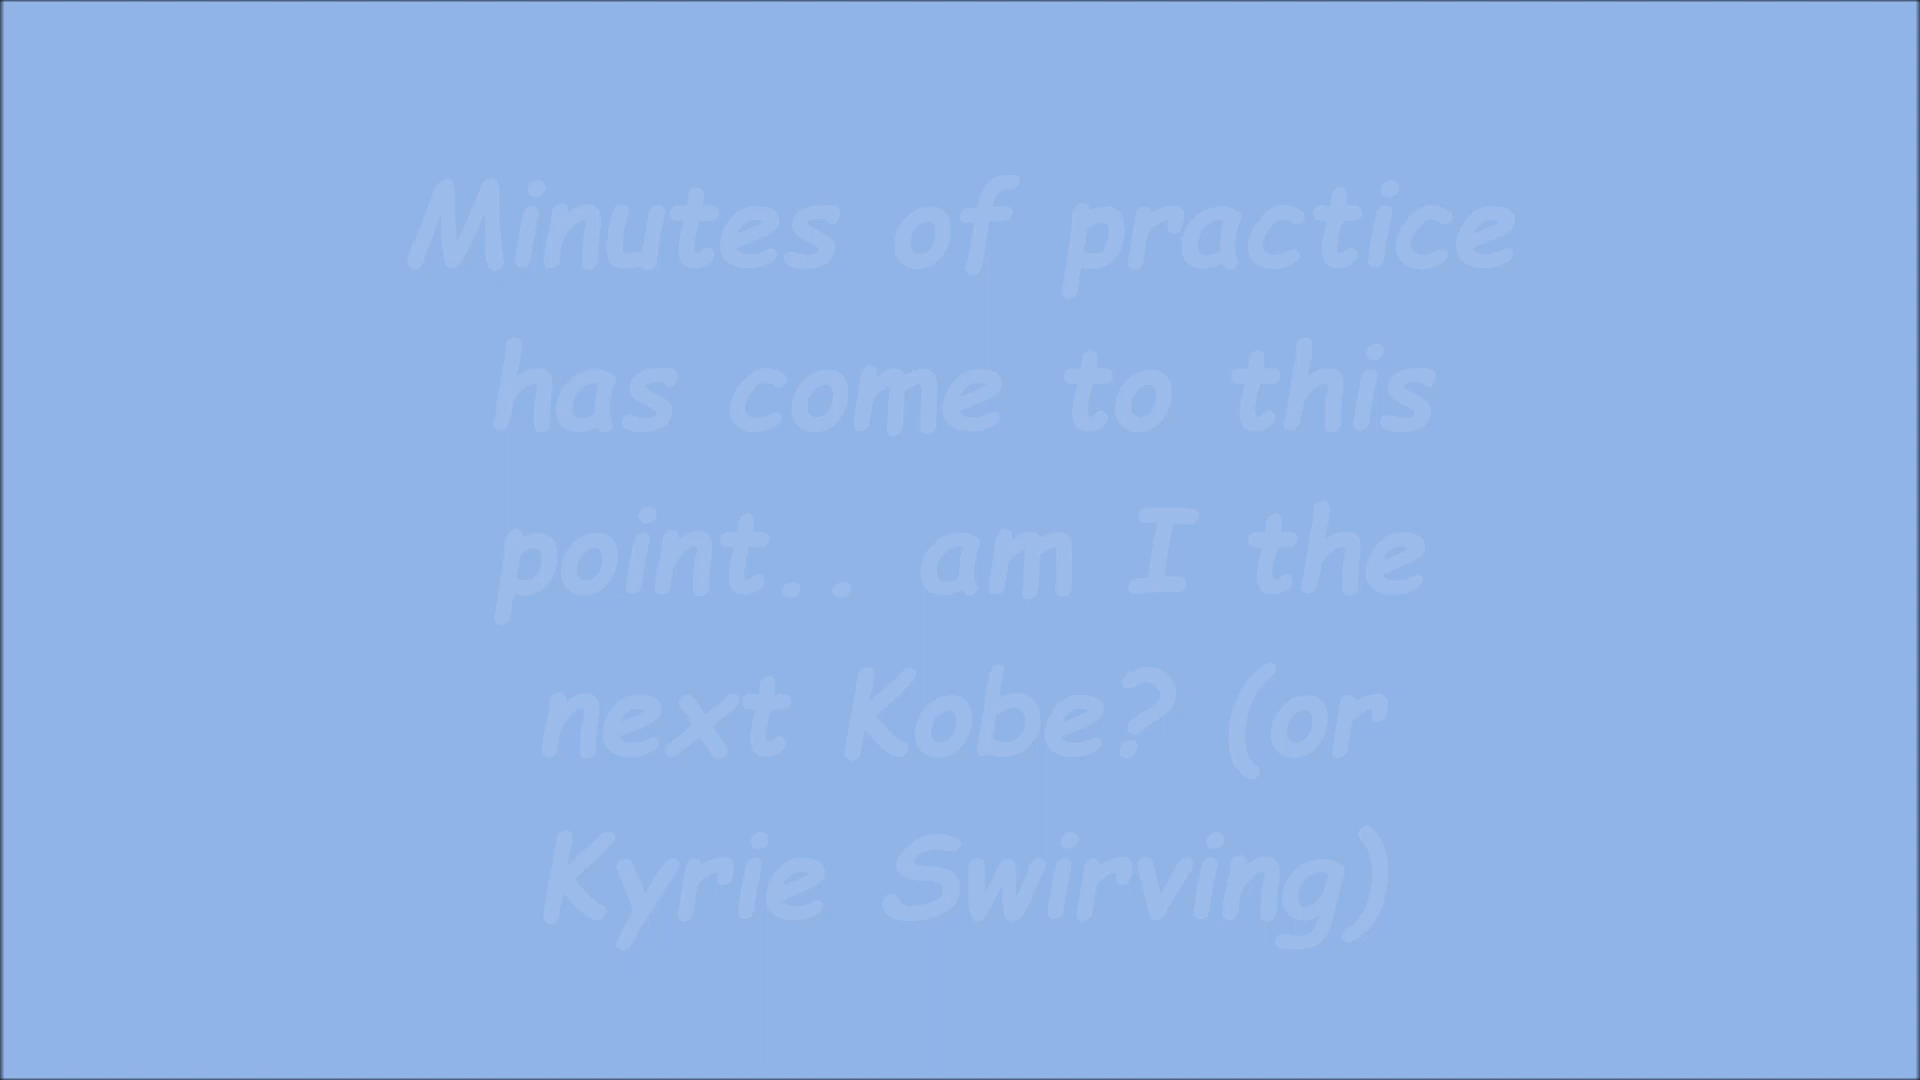 Minutes of practice
has come to this
point.. am I the
next Kobe? (or
Kyrie Swirving)